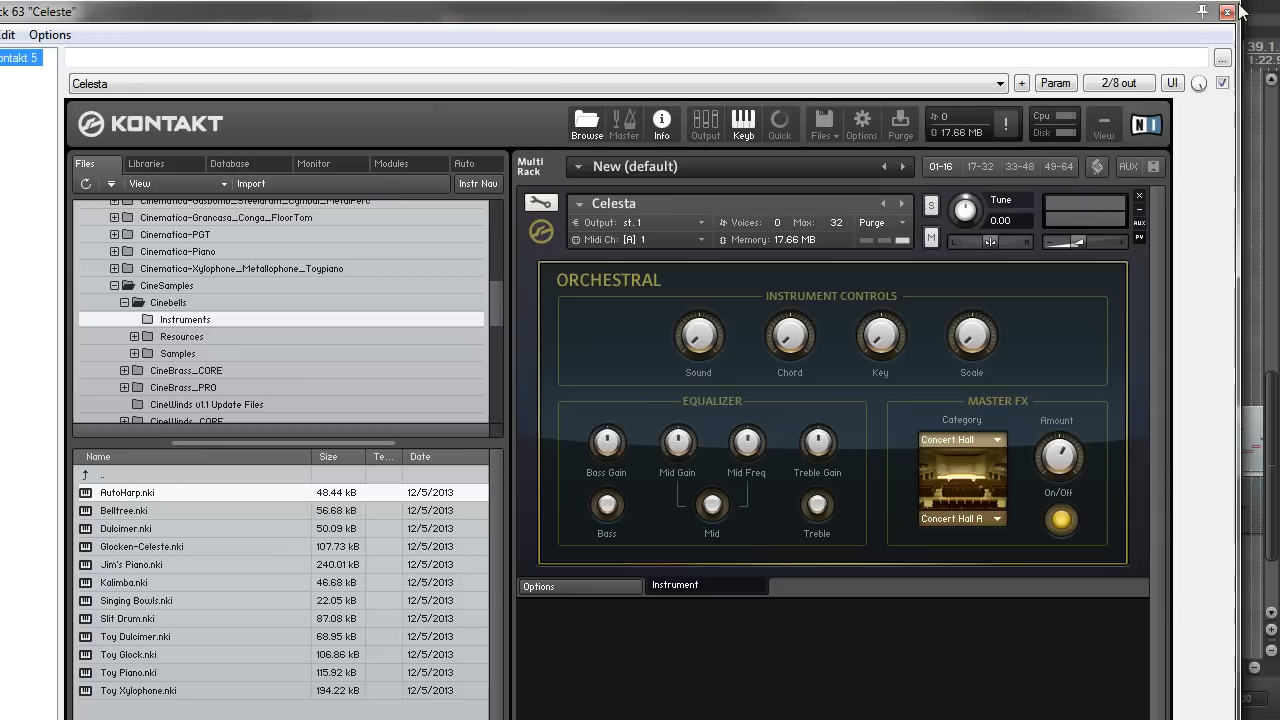 ck 63 "Celeste"
dit Options
ontakt 5
...
Celesta + Param 2/8 out UI
KONTAKT
Browse Master Info Output Keyb Quick Files Options Purge
0
17.66 MB
!
Cpu
Disk
View
NI
Files Libraries Database Monitor Modules Auto
View Import Instr Nav
Multi
Rack
New (default)
01-16 17-32 33-48 49-64 AUX
Cinematica-Grancasa_Conga_FloorTom
Cinematica-PGT
Cinematica-Piano
Cinematica-Xylophone_Metallophone_Toypiano
CineSamples
Cinebells
Instruments
Resources
Samples
CineBrass_CORE
CineBrass_PRO
CineWinds v1.1 Update Files
CineWinds_CORE
Name Size Te... Date
..
AutoHarp.nki 48.44 kB 12/5/2013
Belltree.nki 56.68 kB 12/5/2013
Dulcimer.nki 50.09 kB 12/5/2013
Glocken-Celeste.nki 107.73 kB 12/5/2013
Jim's Piano.nki 240.01 kB 12/5/2013
Kalimba.nki 46.68 kB 12/5/2013
Singing Bowls.nki 22.05 kB 12/5/2013
Slit Drum.nki 87.08 kB 12/5/2013
Toy Dulcimer.nki 68.95 kB 12/5/2013
Toy Glock.nki 106.86 kB 12/5/2013
Toy Piano.nki 115.92 kB 12/5/2013
Toy Xylophone.nki 194.22 kB 12/5/2013
Celesta
Output: st.1 Voices: 0 Max: 32 Purge
Midi Ch: [A] 1 Memory: 17.66 MB
S
M
Tune
0.00
L R
AUX
PV
ORCHESTRAL
INSTRUMENT CONTROLS
Sound Chord Key Scale
EQUALIZER
Bass Gain Mid Gain Mid Freq Treble Gain
Bass Mid Treble
MASTER FX
Category Amount
Concert Hall
On/Off
Concert Hall A
Options Instrument
39.1.
1:22.9